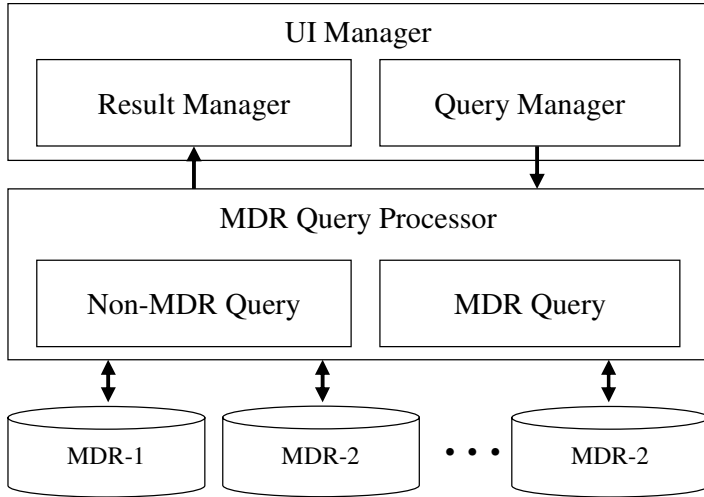 UI Manager
Result Manager
Query Manager
MDR Query Processor
Non-MDR Query
MDR Query
MDR-1
MDR-2
• • •
MDR-2